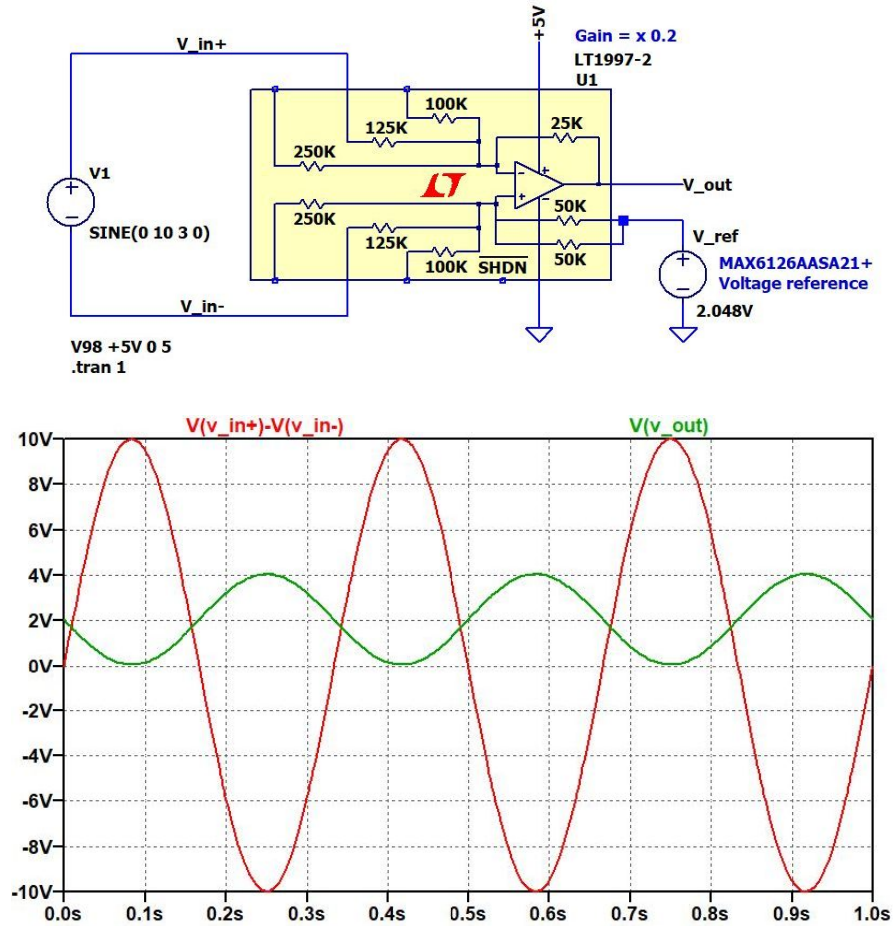 +5V
Gain = x 0.2
LT1997-2
U1
V_in+
100K
125K
25K
250K
V1
SINE(0 10 3 0)
V_out
250K
125K
100K
50K
50K
SHDN
V_ref
MAX6126AASA21+
Voltage reference
2.048V
V_in-
V98 +5V 0 5
.tran 1
V(v_in+)-V(v_in-)
V(v_out)
10V
8V
6V
4V
2V
0V
-2V
-4V
-6V
-8V
-10V
0.0s 0.1s 0.2s 0.3s 0.4s 0.5s 0.6s 0.7s 0.8s 0.9s 1.0s